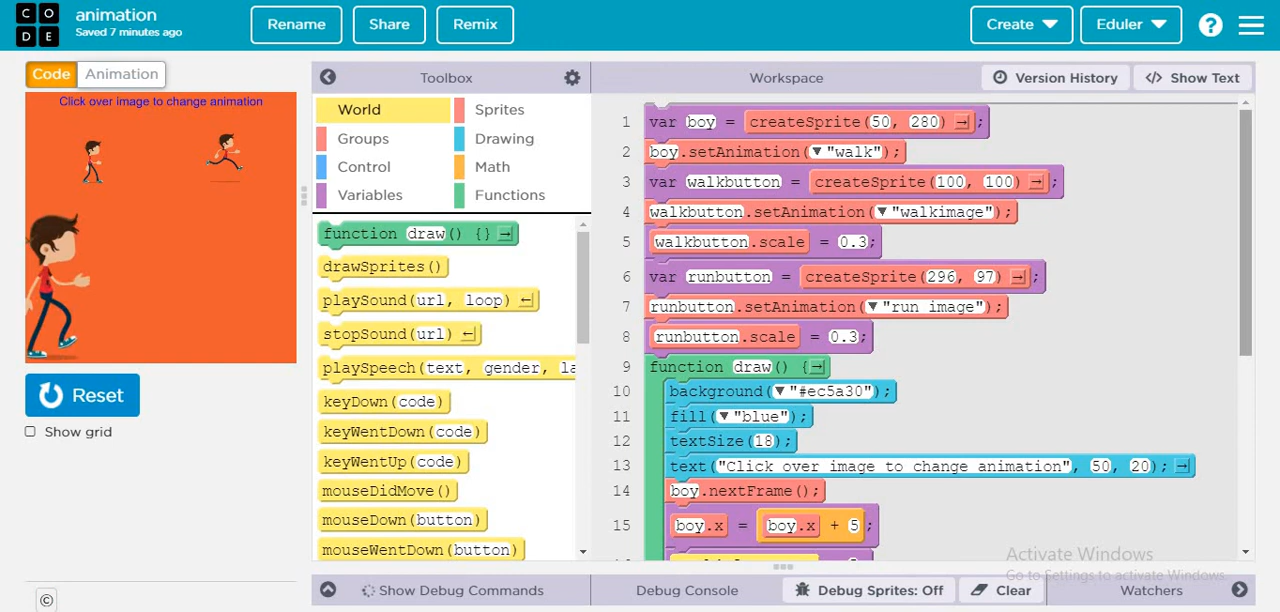 CODE
animation
Saved 7 minutes ago
Rename
Share
Remix
Create
Eduler
?
Code
Animation
Click over image to change animation
Reset
Show grid
©
Toolbox
World
Sprites
Groups
Drawing
Control
Math
Variables
Functions
function draw() {}
drawSprites()
playSound(url, loop)
stopSound(url)
playSpeech(text, gender, la
keyDown(code)
keyWentDown(code)
keyWentUp(code)
mouseDidMove()
mouseDown(button)
mouseWentDown(button)
Workspace
Version History
</> Show Text
1 var boy = createSprite(50, 280);
2 boy.setAnimation("walk");
3 var walkbutton = createSprite(100, 100);
4 walkbutton.setAnimation("walkimage");
5 walkbutton.scale = 0.3;
6 var runbutton = createSprite(296, 97);
7 runbutton.setAnimation("run image");
8 runbutton.scale = 0.3;
9 function draw() {
10 background("#ec5a30");
11 fill("blue");
12 textSize(18);
13 text("Click over image to change animation", 50, 20);
14 boy.nextFrame();
15 boy.x = boy.x + 5;
Activate Windows
Go to Settings to activate Windows.
Show Debug Commands
Debug Console
Debug Sprites: Off
Clear
Watchers